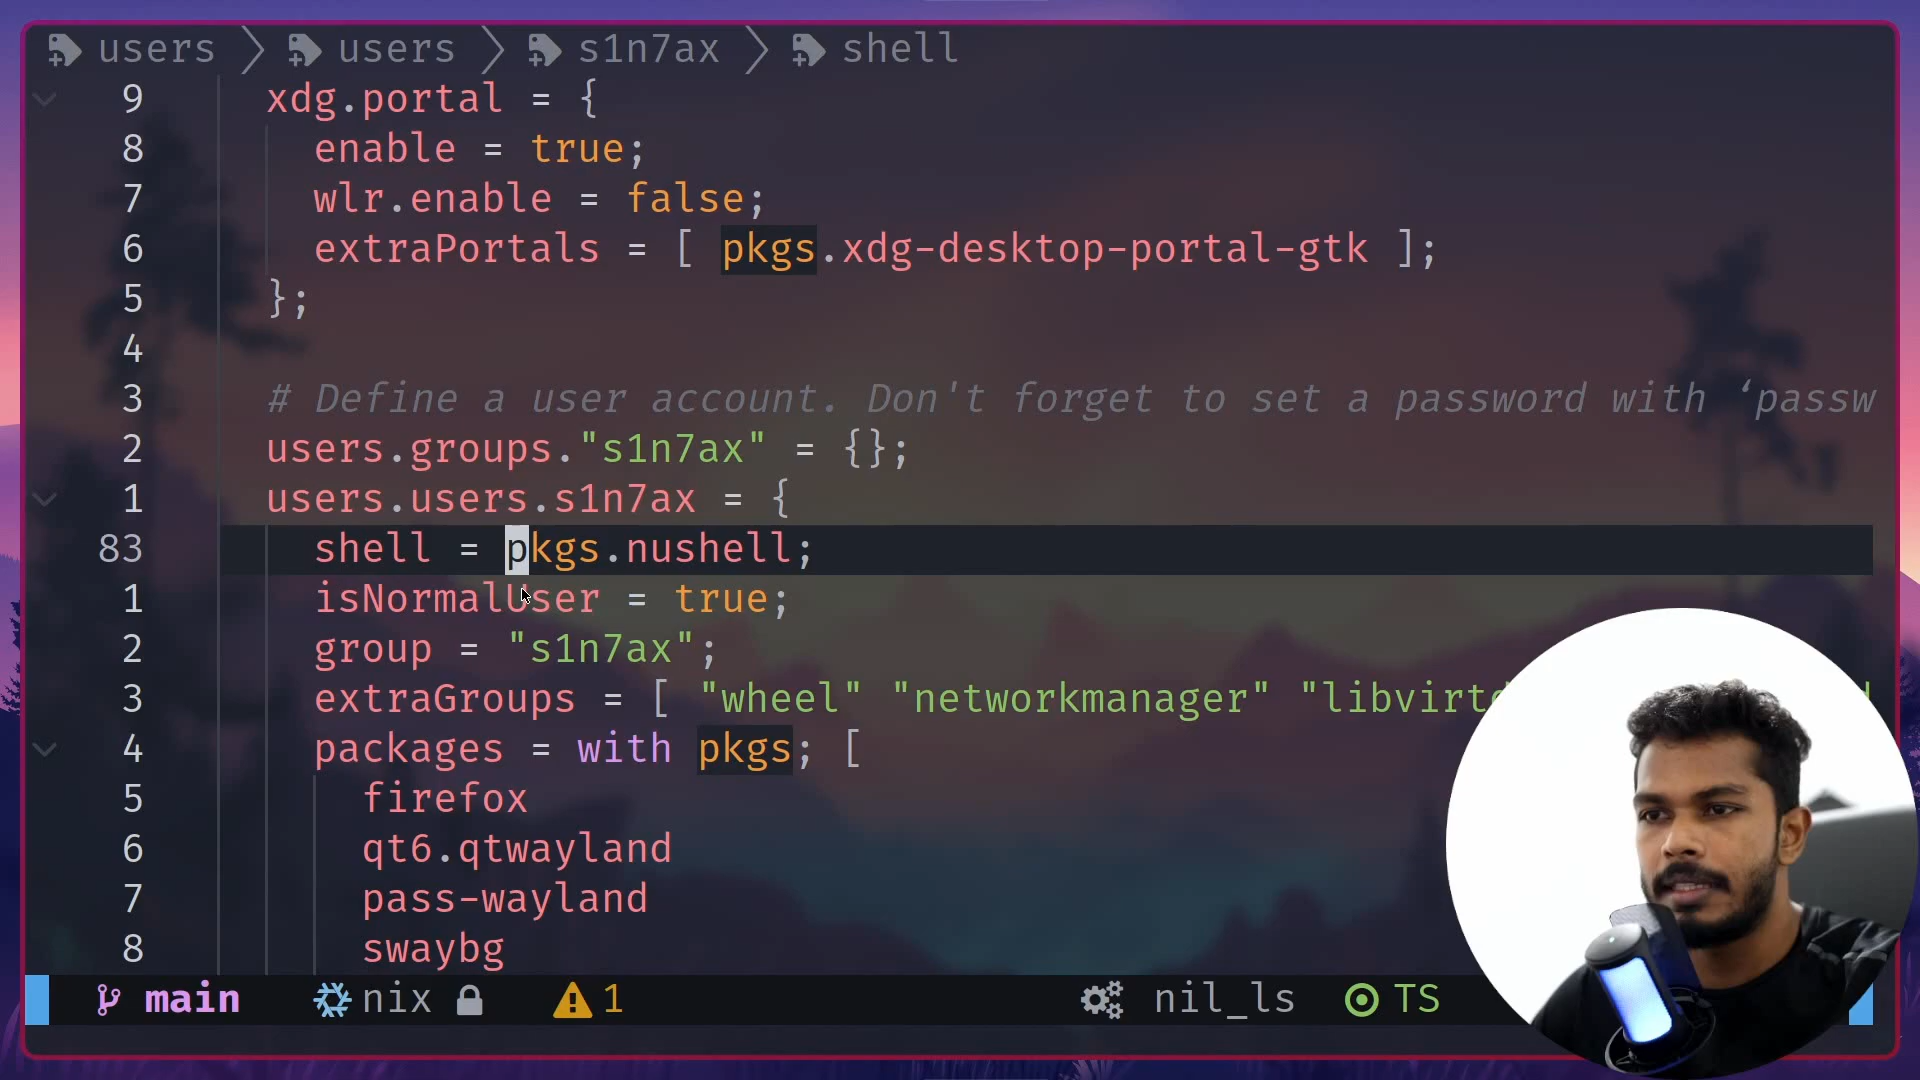 users > users > s1n7ax > shell
9 xdg.portal = {
8 enable = true;
7 wlr.enable = false;
6 extraPortals = [ pkgs.xdg-desktop-portal-gtk ];
5 };
4
3 # Define a user account. Don't forget to set a password with ‘passw
2 users.groups."s1n7ax" = {};
1 users.users.s1n7ax = {
83 shell = pkgs.nushell;
1 isNormalUser = true;
2 group = "s1n7ax";
3 extraGroups = [ "wheel" "networkmanager" "libvirt
4 packages = with pkgs; [
5 firefox
6 qt6.qtwayland
7 pass-wayland
8 swaybg
main nix 1 nil_ls TS